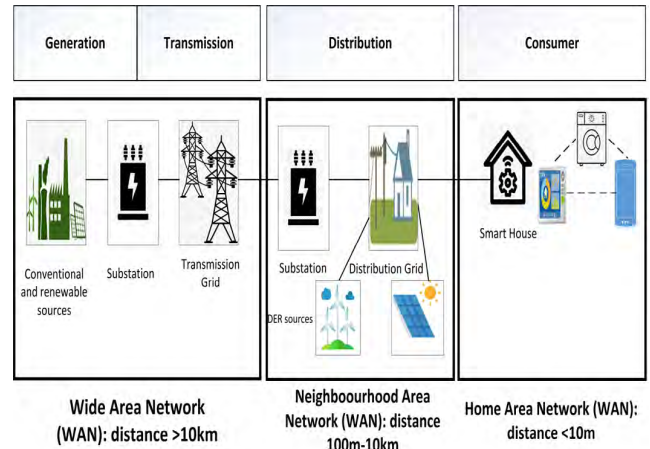 Generation
Transmission
Distribution
Consumer
Conventional
and renewable
sources
Substation
Transmission
Grid
Substation
Distribution Grid
DER sources
Smart House
Wide Area Network
(WAN): distance >10km
Neighboourhood Area
Network (WAN): distance
100m-10km
Home Area Network (WAN):
distance <10m